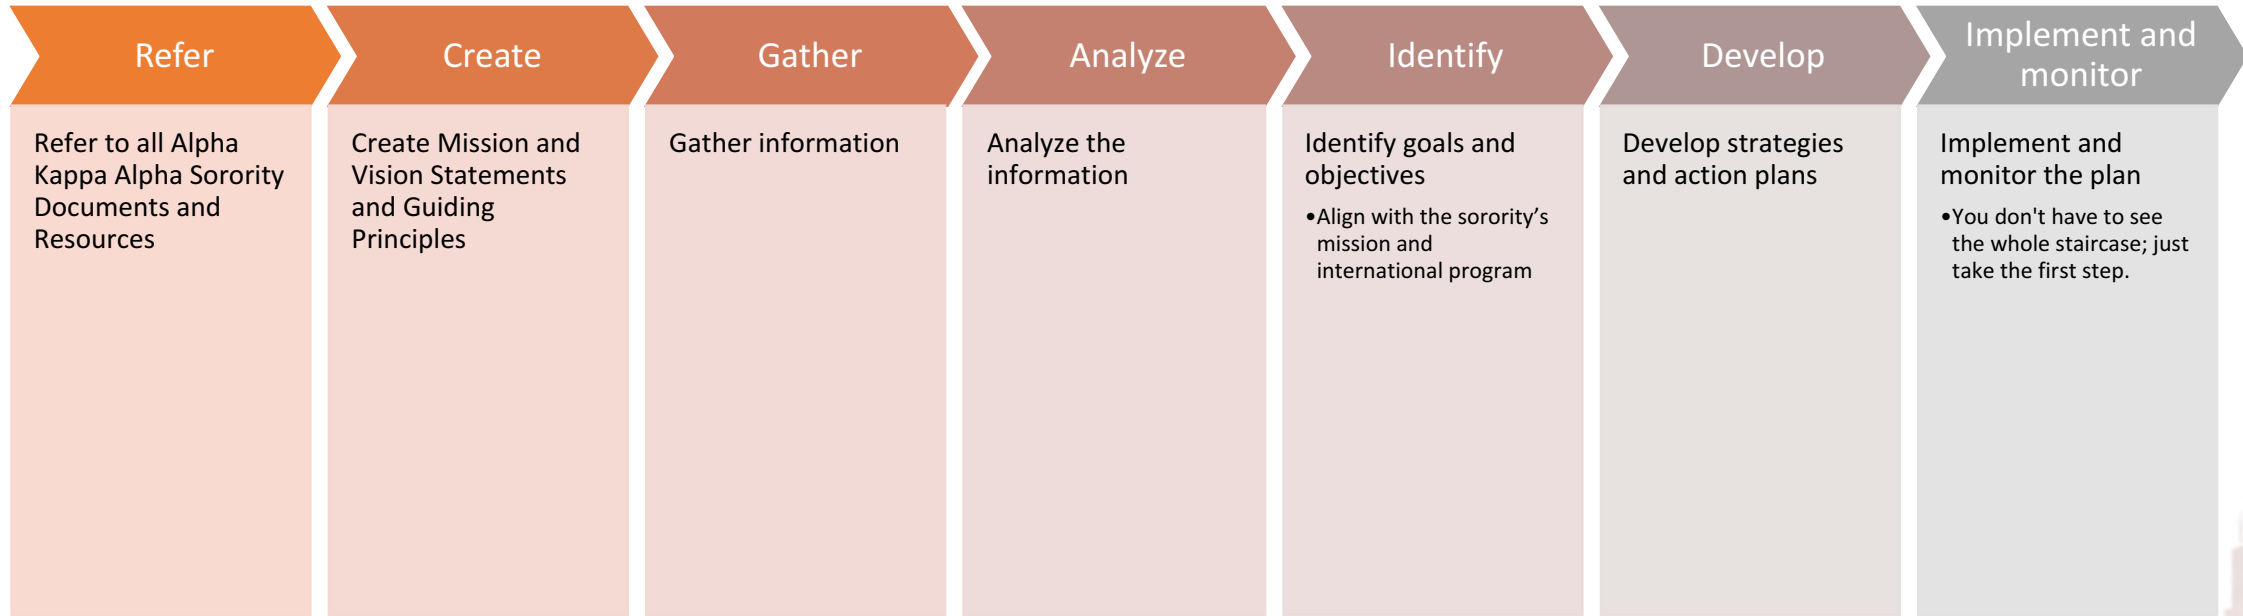 Refer
Create
Gather
Analyze
Identify
Develop
Implement and
monitor
Refer to all Alpha
Kappa Alpha Sorority
Documents and
Resources
Create Mission and
Vision Statements
and Guiding
Principles
Gather information
Analyze the
information
Identify goals and
objectives
•Align with the sorority’s
mission and
international program
Develop strategies
and action plans
Implement and
monitor the plan
•You don't have to see
the whole staircase; just
take the first step.